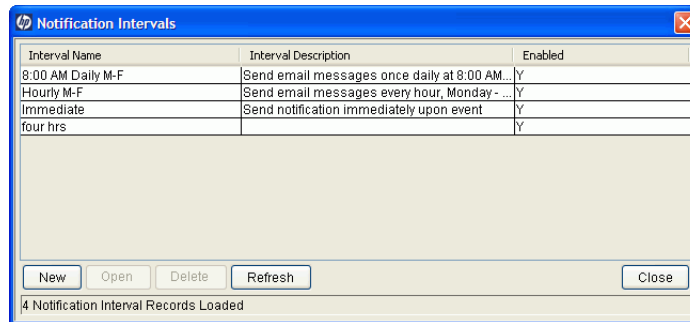 hp Notification Intervals
Interval Name Interval Description Enabled
8:00 AM Daily M-F Send email messages once daily at 8:00 AM... Y
Hourly M-F Send email messages every hour, Monday - ... Y
Immediate Send notification immediately upon event Y
four hrs Y
New Open Delete Refresh Close
4 Notification Interval Records Loaded